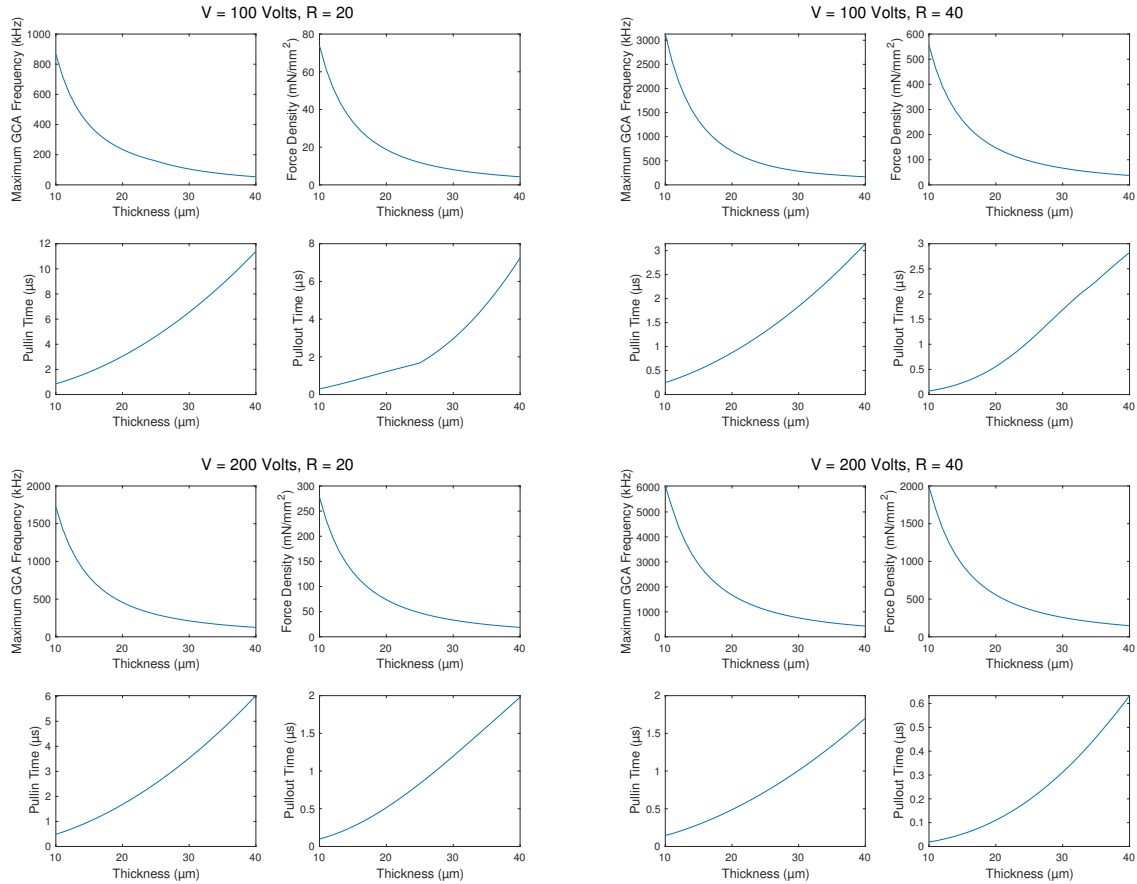 V = 100 Volts, R = 20
Maximum GCA Frequency (kHz)
1000
800
600
400
200
0
10 20 30 40
Thickness (µm)
Force Density (mN/mm²)
80
60
40
20
0
10 20 30 40
Thickness (µm)
Pullin Time (µs)
12
10
8
6
4
2
0
10 20 30 40
Thickness (µm)
Pullout Time (µs)
8
6
4
2
0
10 20 30 40
Thickness (µm)
V = 100 Volts, R = 40
Maximum GCA Frequency (kHz)
3000
2500
2000
1500
1000
500
0
10 20 30 40
Thickness (µm)
Force Density (mN/mm²)
600
500
400
300
200
100
0
10 20 30 40
Thickness (µm)
Pullin Time (µs)
3
2.5
2
1.5
1
0.5
0
10 20 30 40
Thickness (µm)
Pullout Time (µs)
3
2.5
2
1.5
1
0.5
0
10 20 30 40
Thickness (µm)
V = 200 Volts, R = 20
Maximum GCA Frequency (kHz)
2000
1500
1000
500
0
10 20 30 40
Thickness (µm)
Force Density (mN/mm²)
300
250
200
150
100
50
0
10 20 30 40
Thickness (µm)
Pullin Time (µs)
6
5
4
3
2
1
0
10 20 30 40
Thickness (µm)
Pullout Time (µs)
2
1.5
1
0.5
0
10 20 30 40
Thickness (µm)
V = 200 Volts, R = 40
Maximum GCA Frequency (kHz)
6000
5000
4000
3000
2000
1000
0
10 20 30 40
Thickness (µm)
Force Density (mN/mm²)
2000
1500
1000
500
0
10 20 30 40
Thickness (µm)
Pullin Time (µs)
2
1.5
1
0.5
0
10 20 30 40
Thickness (µm)
Pullout Time (µs)
0.6
0.5
0.4
0.3
0.2
0.1
0
10 20 30 40
Thickness (µm)